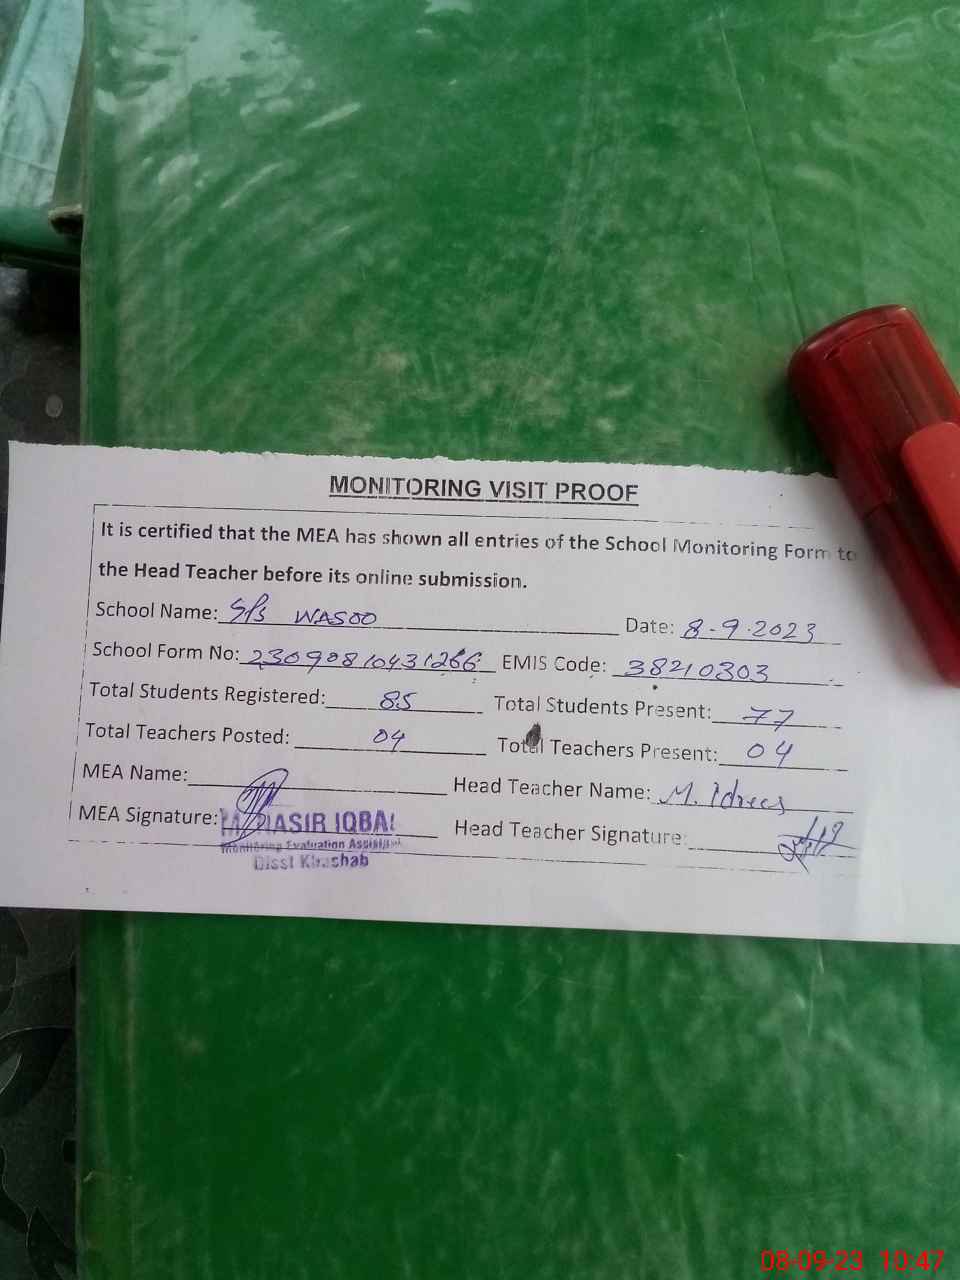 MONITORING VISIT PROOF
It is certified that the MEA has shown all entries of the School Monitoring Form to
the Head Teacher before its online submission.
School Name: G/P/S WASOO Date: 8-9-2023
School Form No: 23090810431266 EMIS Code: 38210303
Total Students Registered: 85 Total Students Present: 77
Total Teachers Posted: 04 Total Teachers Present: 04
MEA Name: Head Teacher Name: M. Idrees
MEA Signature: IQBAL Head Teacher Signature:
Monitoring Evaluation Assistant
Disst Khushab
08-09-23 10:47